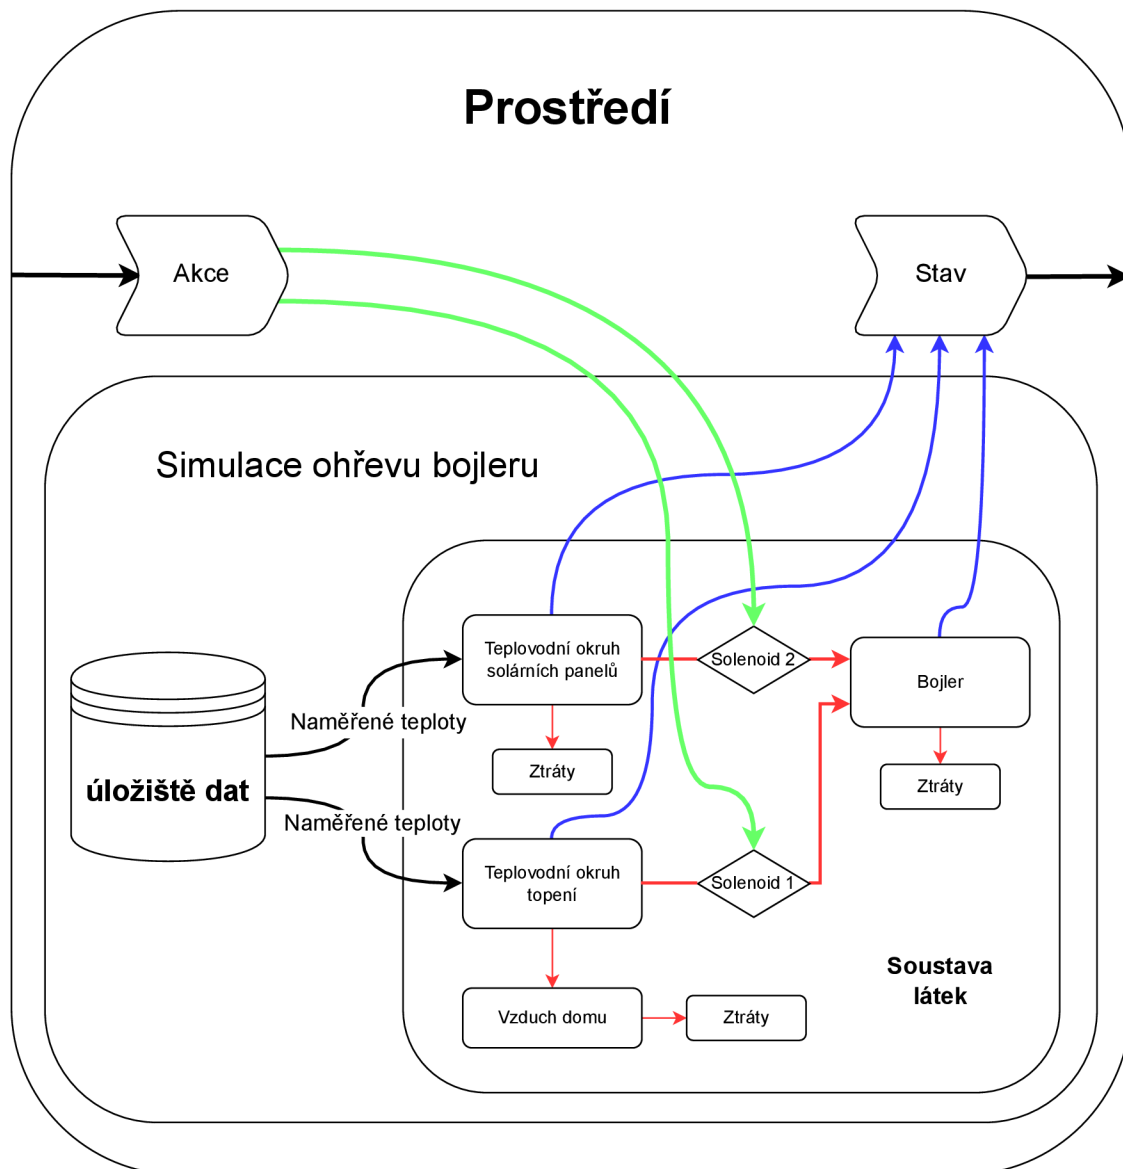 Prostředí
Akce
Stav
Simulace ohřevu bojleru
Teplovodní okruh
solárních panelů
Solenoid 2
Bojler
Naměřené teploty
Ztráty
Ztráty
úložiště dat
Naměřené teploty
Teplovodní okruh
topení
Solenoid 1
Soustava
látek
Vzduch domu
Ztráty